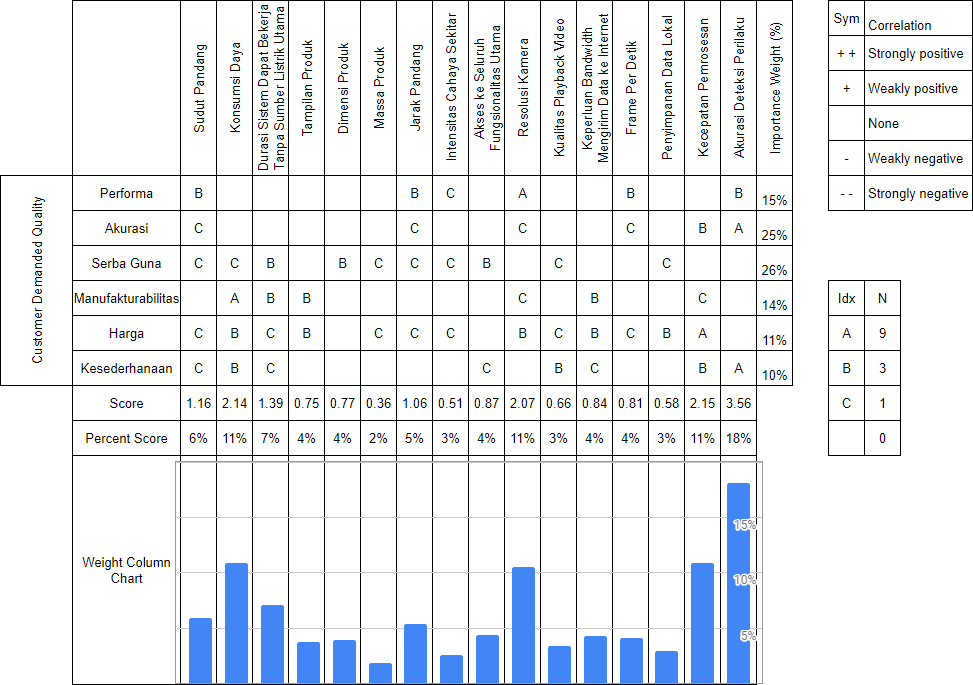 Sudut Pandang
Konsumsi Daya
Durasi Sistem Dapat Bekerja
Tanpa Sumber Listrik Utama
Tampilan Produk
Dimensi Produk
Massa Produk
Jarak Pandang
Intensitas Cahaya Sekitar
Akses ke Seluruh
Fungsionalitas Utama
Resolusi Kamera
Kualitas Playback Video
Keperluan Bandwidth
Mengirim Data ke Internet
Frame Per Detik
Penyimpanan Data Lokal
Kecepatan Pemrosesan
Akurasi Deteksi Perilaku
Importance Weight (%)
Customer Demanded Quality
Performa B B C A B B 15%
Akurasi C C C C B A 25%
Serba Guna C C B B C C C B C C 26%
Manufakturabilitas A B B C B C 14%
Harga C B C B C C C B C B C B A 11%
Kesederhanaan C B C C B C B A 10%
Score 1.16 2.14 1.39 0.75 0.77 0.36 1.06 0.51 0.87 2.07 0.66 0.84 0.81 0.58 2.15 3.56
Percent Score 6% 11% 7% 4% 4% 2% 5% 3% 4% 11% 3% 4% 4% 3% 11% 18%
Weight Column
Chart
15%
10%
5%
Sym Correlation
+ + Strongly positive
+ Weakly positive
None
- Weakly negative
- - Strongly negative
Idx N
A 9
B 3
C 1
0